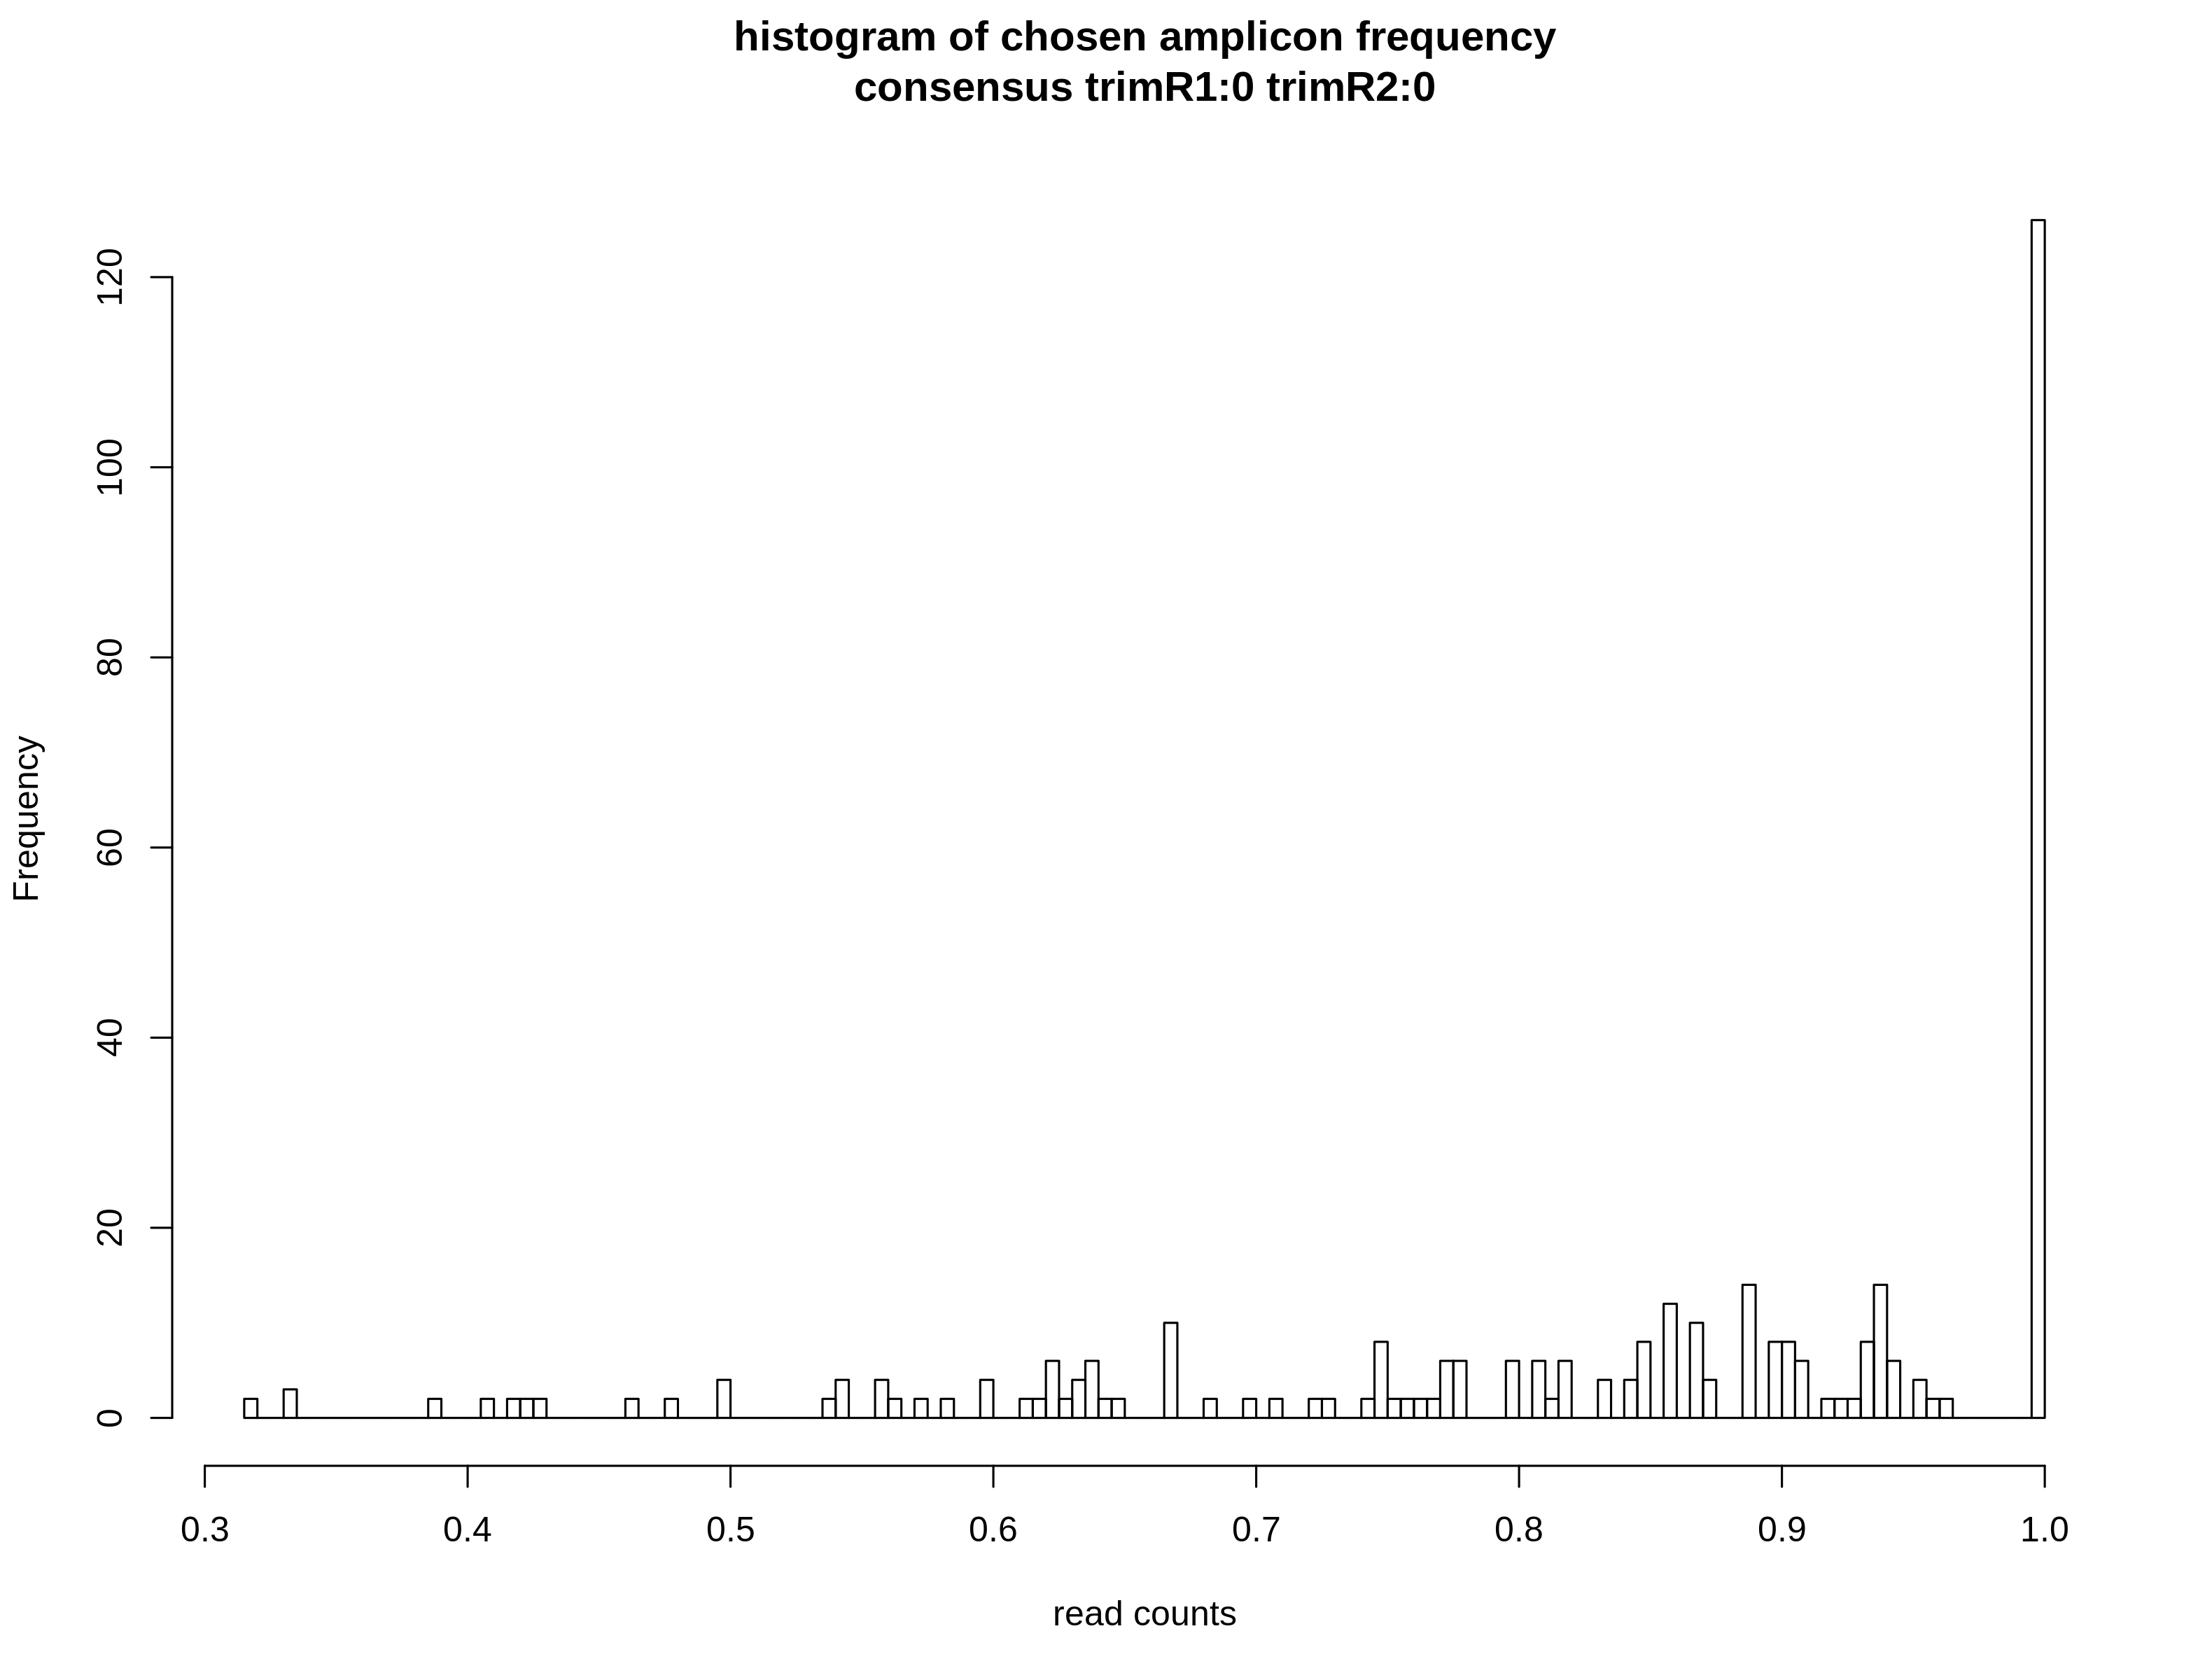 histogram of chosen amplicon frequency
consensus trimR1:0 trimR2:0
Frequency
120
100
80
60
40
20
0
0.3 0.4 0.5 0.6 0.7 0.8 0.9 1.0
read counts